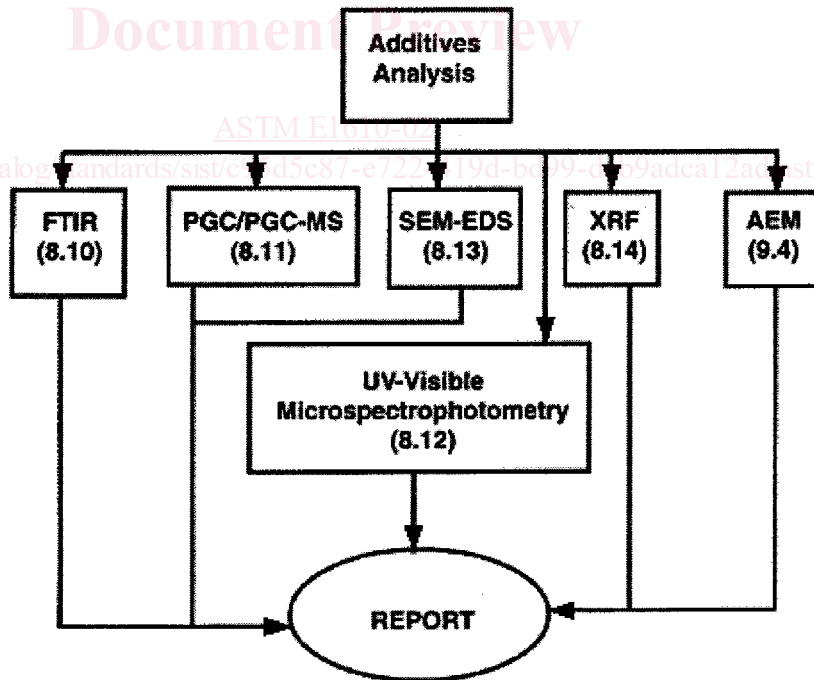 Document Preview
Additives
Analysis
ASTM E1610-02
FTIR
(8.10)
PGC/PGC-MS
(8.11)
SEM-EDS
(8.13)
XRF
(8.14)
AEM
(9.4)
UV-Visible
Microspectrophotometry
(8.12)
REPORT